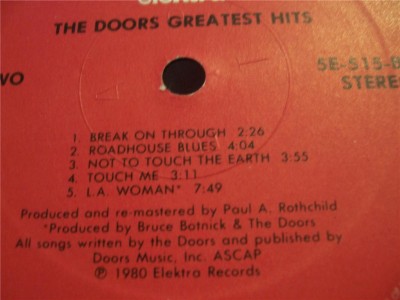 THE DOORS GREATEST HITS
5E-515-B
STEREO
1. BREAK ON THROUGH 2:26
2. ROADHOUSE BLUES 4:04
3. NOT TO TOUCH THE EARTH 3:55
4. TOUCH ME 3:11
5. L.A. WOMAN* 7:49
Produced and re-mastered by Paul A. Rothchild
*Produced by Bruce Botnick & The Doors
All songs written by the Doors and published by
Doors Music, Inc. ASCAP
℗ 1980 Elektra Records